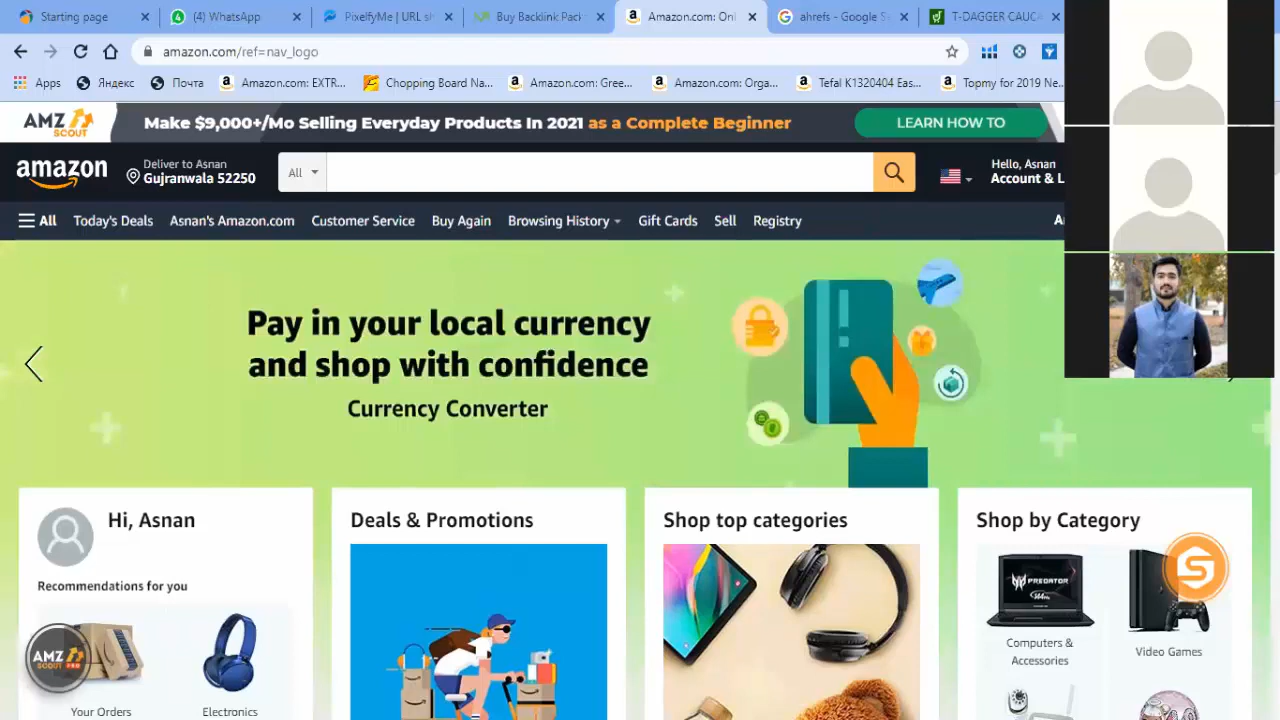 Starting Page
(4) WhatsApp
PixelfyMe | URL sh
Buy Backlink Pack
Amazon.com: Onl
ahrefs - Google S
T-DAGGER CAUCA
amazon.com/ref=nav_logo
Apps
Яндекс
Почта
Amazon.com: EXTR...
Chopping Board Na...
Amazon.com: Gree...
Amazon.com: Orga...
Tefal K1320404 Eas...
Topmy for 2019 Ne...
AMZ SCOUT
Make $9,000+/Mo Selling Everyday Products In 2021 as a Complete Beginner
LEARN HOW TO
amazon
Deliver to Asnan
Gujranwala 52250
All
Hello, Asnan
Account & L
All
Today's Deals
Asnan's Amazon.com
Customer Service
Buy Again
Browsing History
Gift Cards
Sell
Registry
A
Pay in your local currency
and shop with confidence
Currency Converter
Hi, Asnan
Recommendations for you
AMZ
SCOUT PRO
Your Orders
Electronics
Deals & Promotions
Shop top categories
Shop by Category
PREDATOR
Computers &
Accessories
Video Games